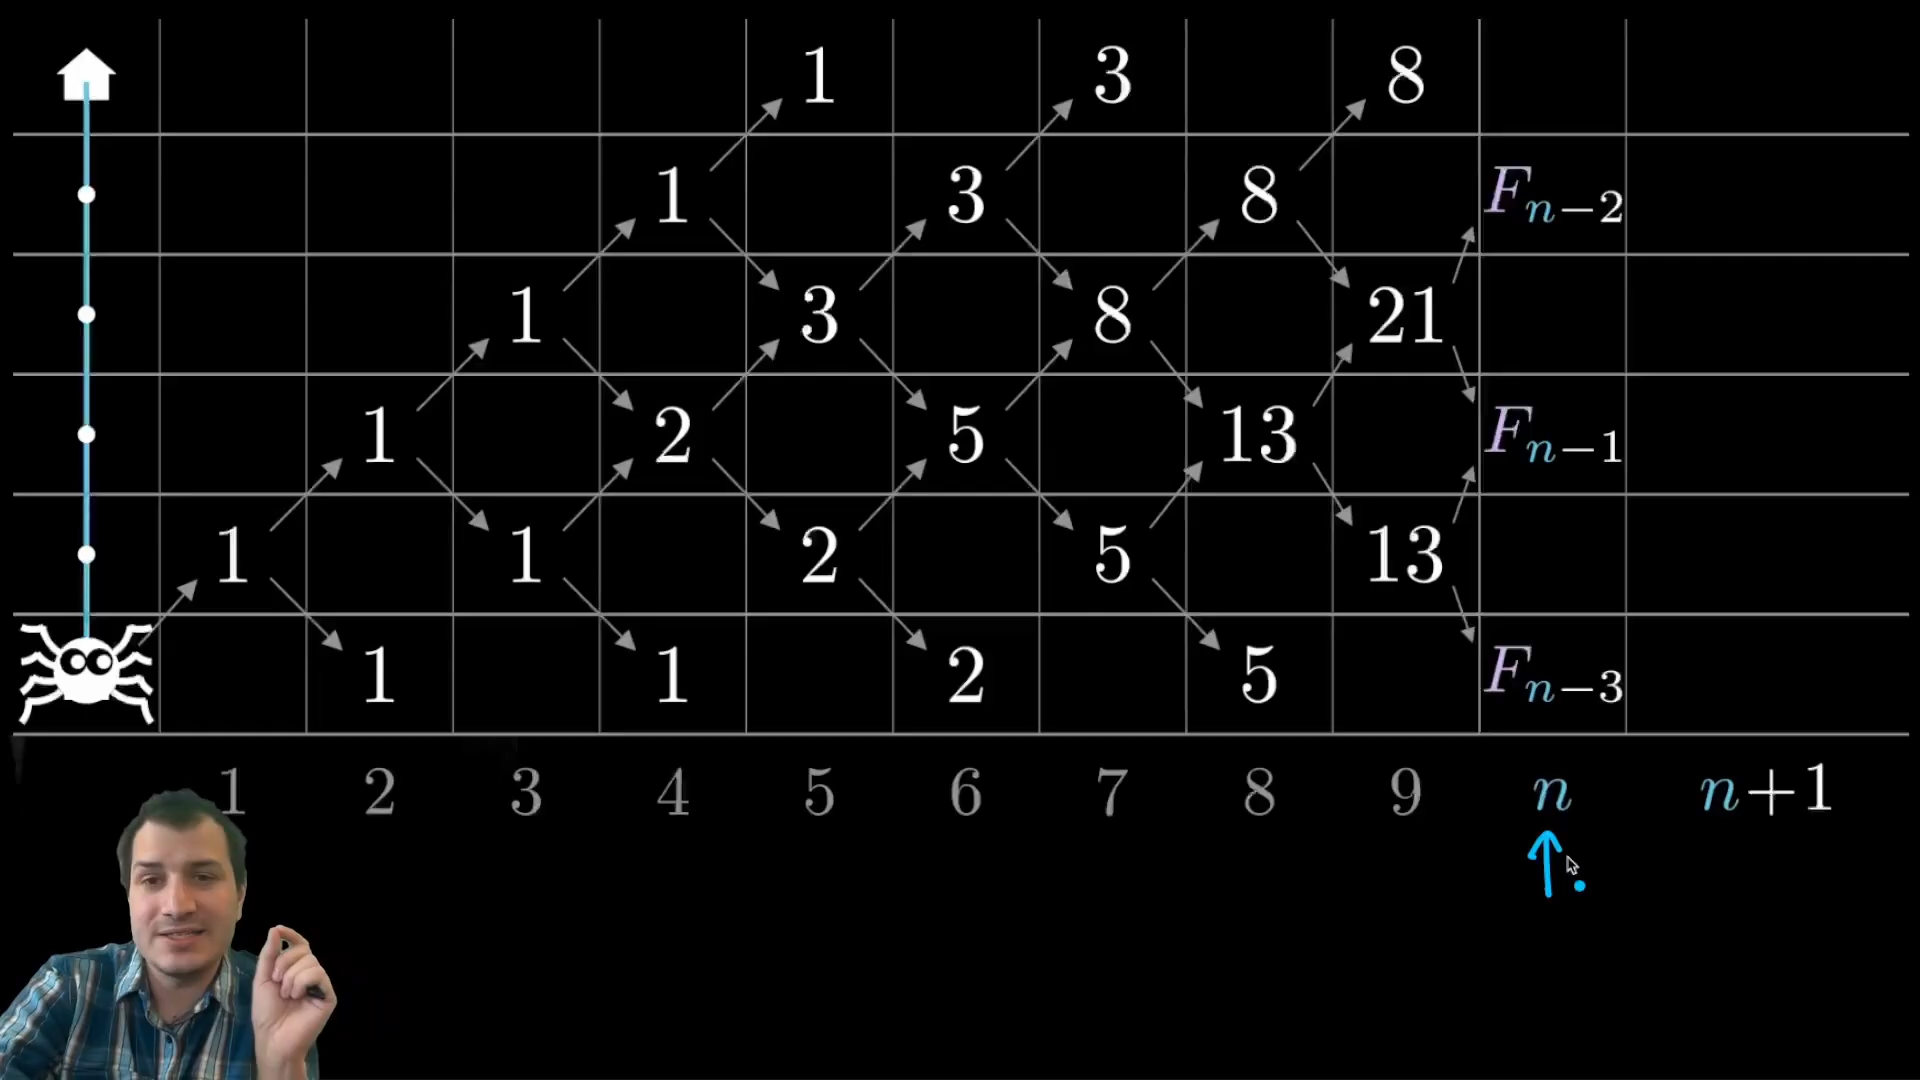 1 3 8
1 3 8 F_{n-2}
1 3 8 21
1 2 5 13 F_{n-1}
1 1 2 5 13
1 1 2 5 F_{n-3}
1 2 3 4 5 6 7 8 9 n n+1